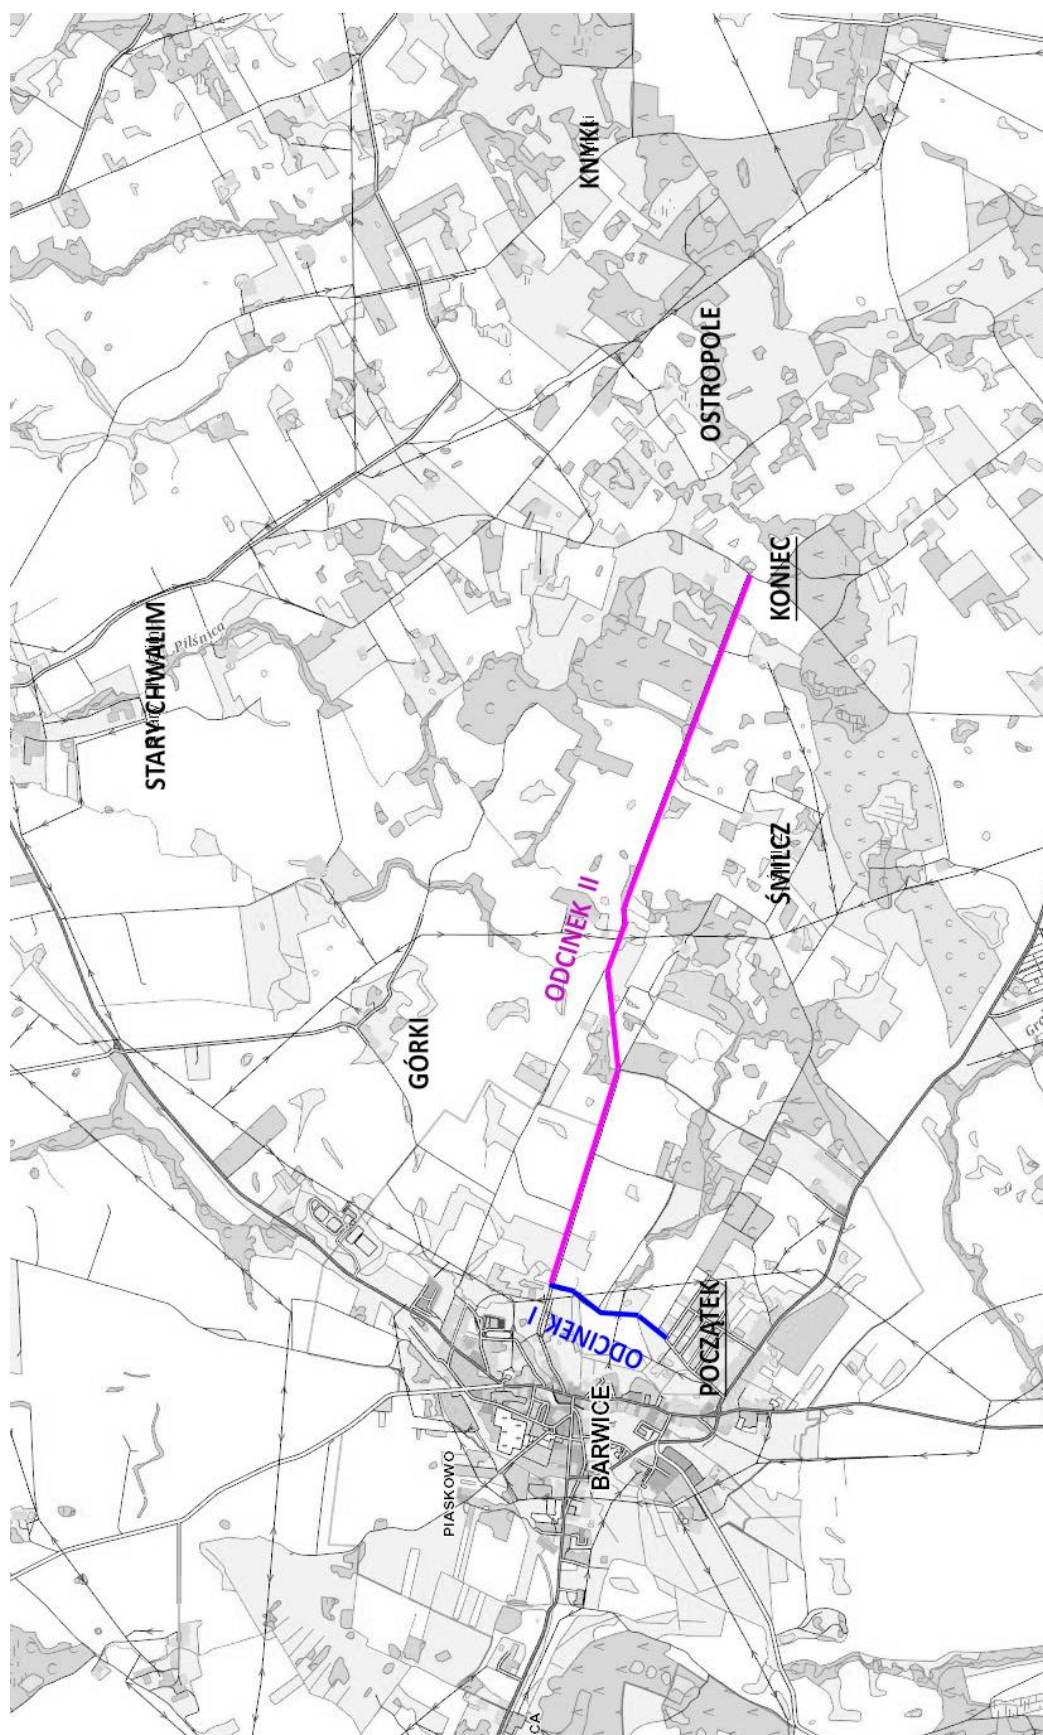 STARY CHWALIM
Pilśnica
KNYKI
OSTROPOLE
KONIEC
ŚMILCZ
ODCINEK II
GÓRKI
ODCINEK I
POCZĄTEK
BARWICE
PIASKOWO